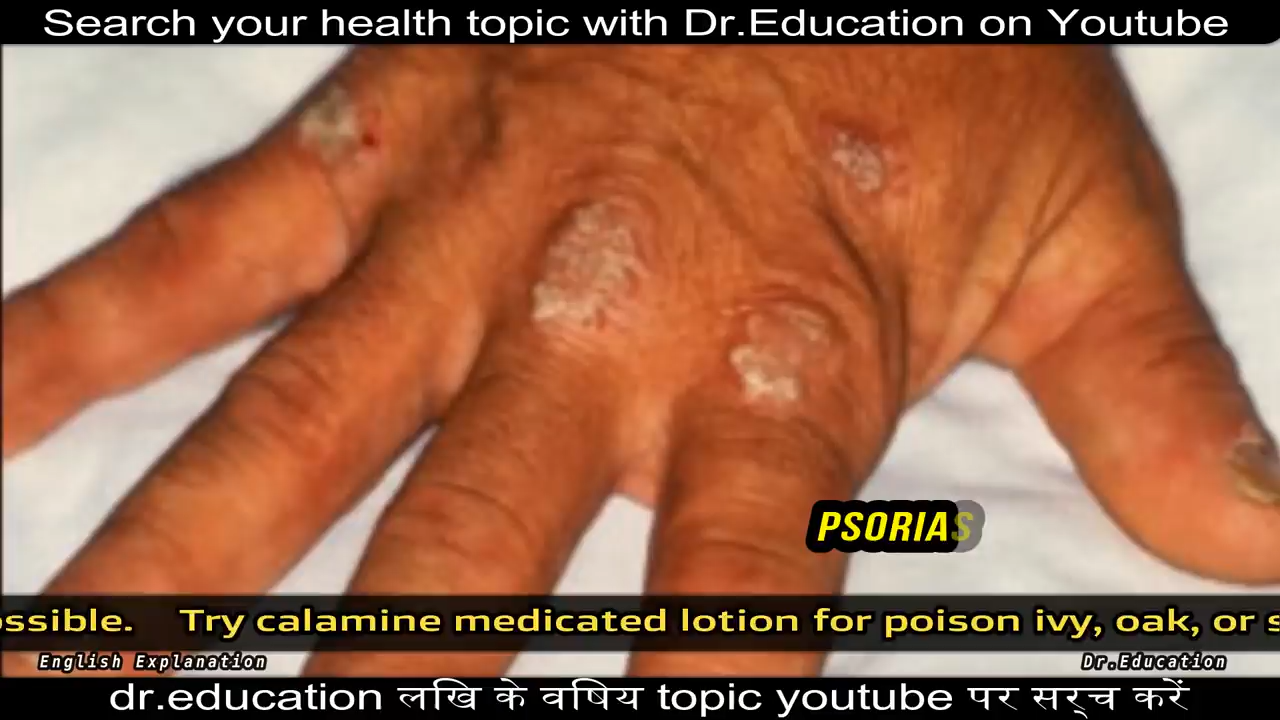 Search your health topic with Dr.Education on Youtube
PSORIAS
ossible. Try calamine medicated lotion for poison ivy, oak, or s
English Explanation
Dr.Education
dr.education लखि के वषिय topic youtube पर सर्च करें